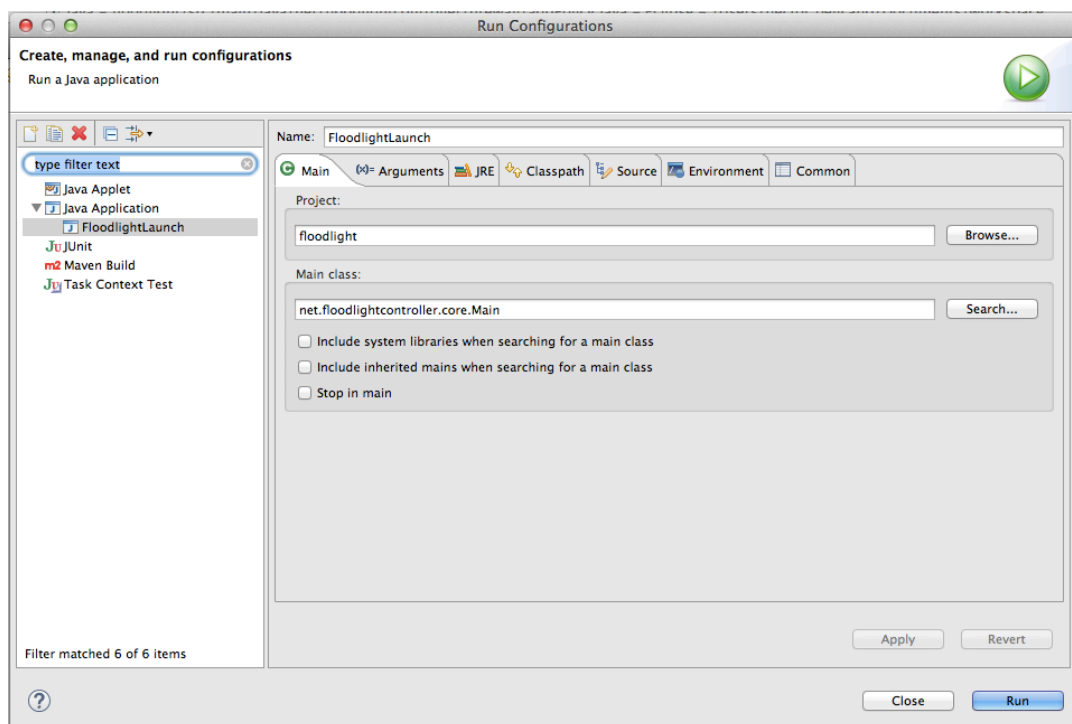 Run Configurations
Create, manage, and run configurations
Run a Java application
type filter text
Java Applet
Java Application
FloodlightLaunch
Ju JUnit
m2 Maven Build
Ju Task Context Test
Filter matched 6 of 6 items
Name: FloodlightLaunch
Main (x)= Arguments JRE Classpath Source Environment Common
Project:
floodlight Browse...
Main class:
net.floodlightcontroller.core.Main Search...
Include system libraries when searching for a main class
Include inherited mains when searching for a main class
Stop in main
Apply Revert
? Close Run